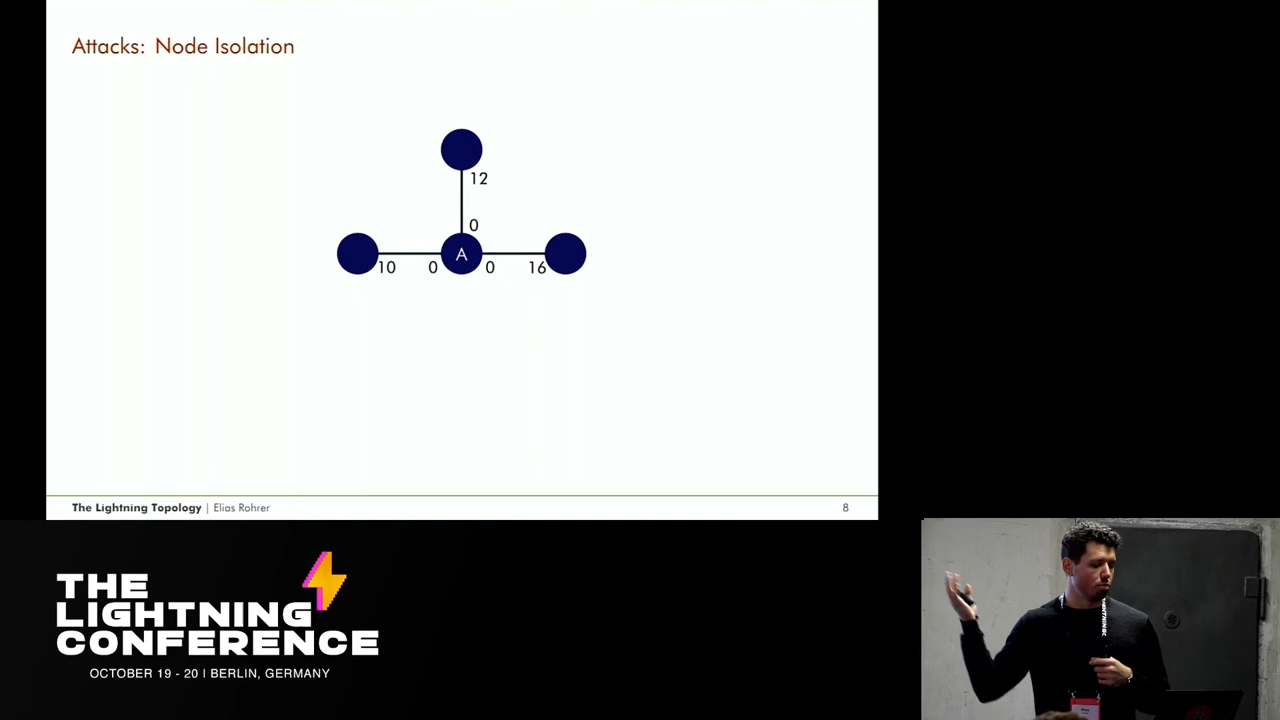 Attacks: Node Isolation
12
0
A
10
0
0
16
The Lightning Topology | Elias Rohrer
8
THE
LIGHTNING
CONFERENCE
OCTOBER 19 - 20 | BERLIN, GERMANY